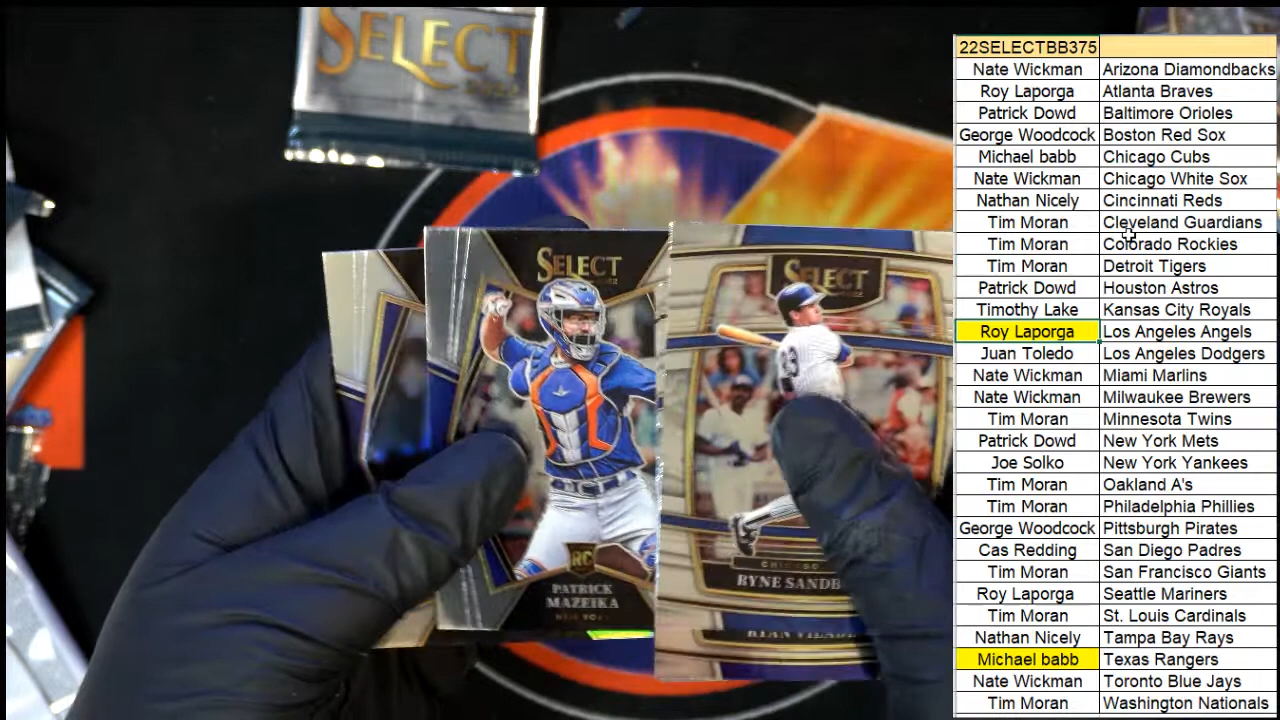 SELECT
SELECT
SELECT
RC
PATRICK
MAZEIKA
NEW YORK
CHICAGO
RYNE SANDB
22SELECTBB375
Nate Wickman Arizona Diamondbacks
Roy Laporga Atlanta Braves
Patrick Dowd Baltimore Orioles
George Woodcock Boston Red Sox
Michael babb Chicago Cubs
Nate Wickman Chicago White Sox
Nathan Nicely Cincinnati Reds
Tim Moran Cleveland Guardians
Tim Moran Colorado Rockies
Tim Moran Detroit Tigers
Patrick Dowd Houston Astros
Timothy Lake Kansas City Royals
Roy Laporga Los Angeles Angels
Juan Toledo Los Angeles Dodgers
Nate Wickman Miami Marlins
Nate Wickman Milwaukee Brewers
Tim Moran Minnesota Twins
Patrick Dowd New York Mets
Joe Solko New York Yankees
Tim Moran Oakland A's
Tim Moran Philadelphia Phillies
George Woodcock Pittsburgh Pirates
Cas Redding San Diego Padres
Tim Moran San Francisco Giants
Roy Laporga Seattle Mariners
Tim Moran St. Louis Cardinals
Nathan Nicely Tampa Bay Rays
Michael babb Texas Rangers
Nate Wickman Toronto Blue Jays
Tim Moran Washington Nationals